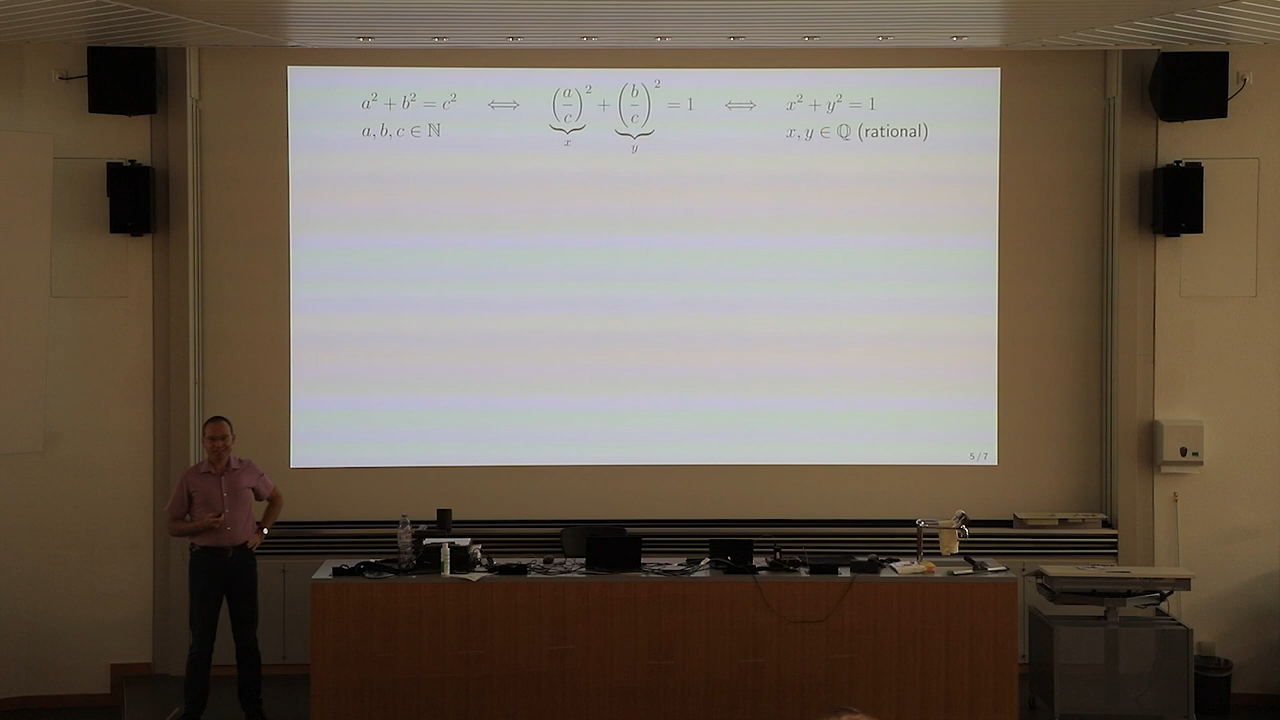 a² + b² = c² ⟺ (a/c)² + (b/c)² = 1 ⟺ x² + y² = 1
x y
a, b, c ∈ ℕ x, y ∈ ℚ (rational)
5 / 7